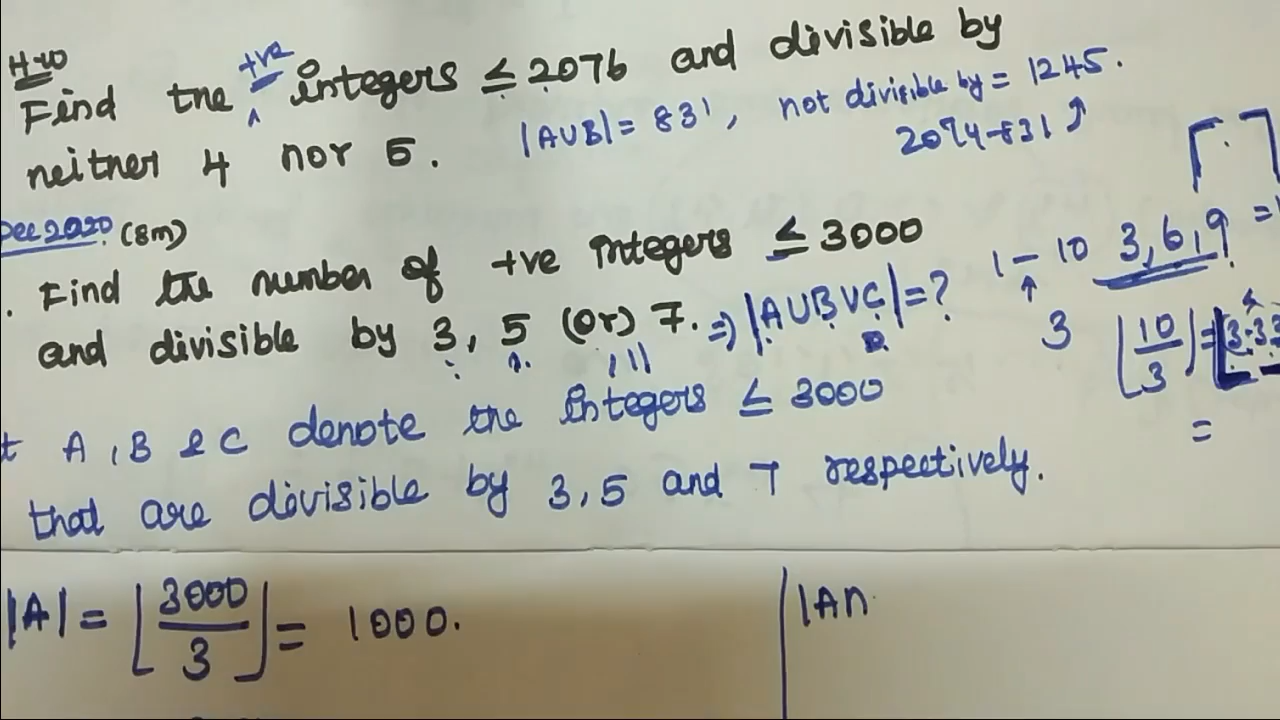 H·W
Find the +ve integers ≤ 2076 and divisible by
neither 4 nor 5.
|AUB| = 831, not divisible by = 1245.
2074-831
Dec 2020 (8m)
. Find the number of +ve integers ≤ 3000
and divisible by 3, 5 (or) 7. => |AUBUC| = ?
1 - 10 3, 6, 9
3 ⌊10/3⌋ =
=
t A, B & C denote the integers ≤ 3000
that are divisible by 3, 5 and 7 respectively.
|A| = ⌊3000/3⌋ = 1000.
|A∩